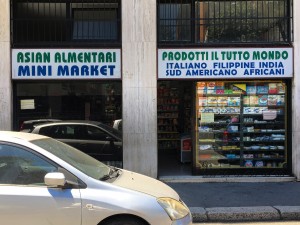 ASIAN ALMENTARI
MINI MARKET
PRODOTTI IL TUTTO MONDO
ITALIANO FILIPPINE INDIA
SUD AMERICANO AFRICANI